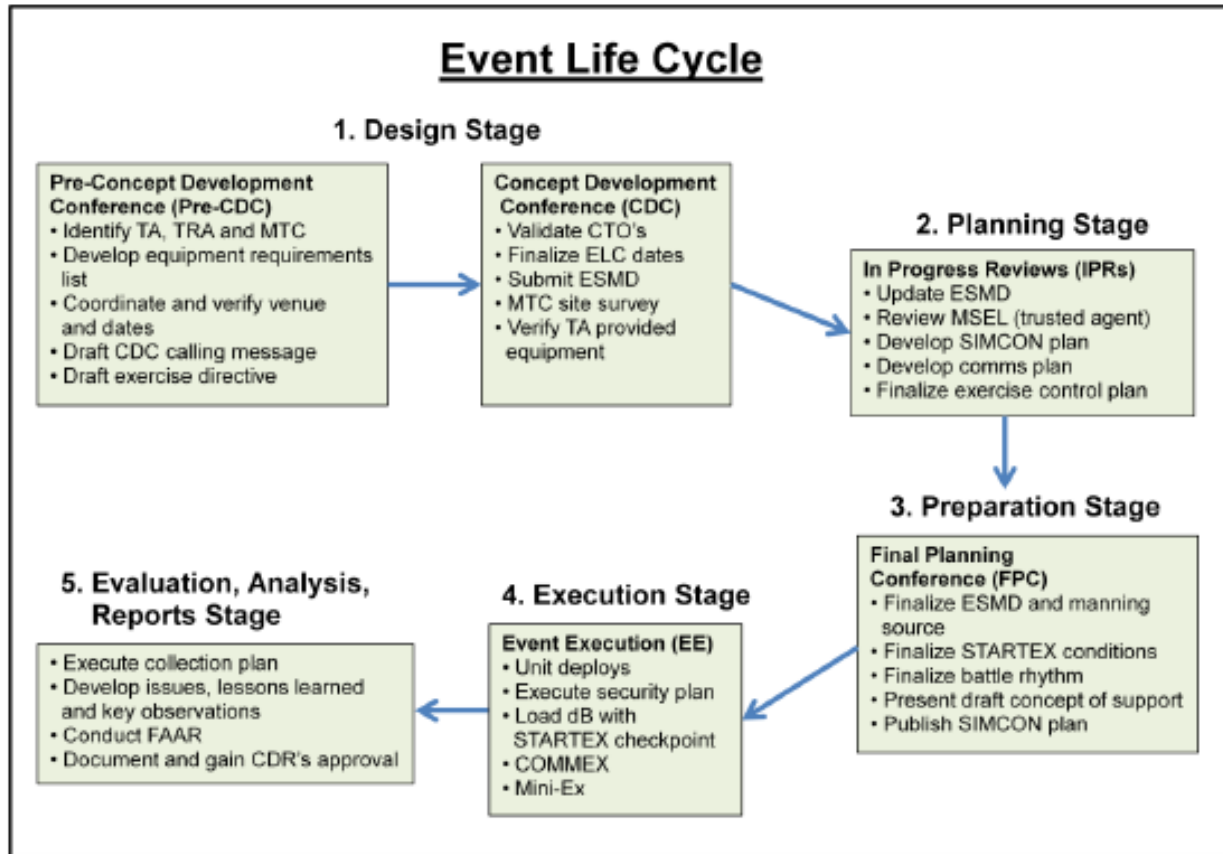 Event Life Cycle
1. Design Stage
Pre-Concept Development
Conference (Pre-CDC)
• Identify TA, TRA and MTC
• Develop equipment requirements
list
• Coordinate and verify venue
and dates
• Draft CDC calling message
• Draft exercise directive
Concept Development
Conference (CDC)
• Validate CTO's
• Finalize ELC dates
• Submit ESMD
• MTC site survey
• Verify TA provided
equipment
2. Planning Stage
In Progress Reviews (IPRs)
• Update ESMD
• Review MSEL (trusted agent)
• Develop SIMCON plan
• Develop comms plan
• Finalize exercise control plan
3. Preparation Stage
Final Planning
Conference (FPC)
• Finalize ESMD and manning
source
• Finalize STARTEX conditions
• Finalize battle rhythm
• Present draft concept of support
• Publish SIMCON plan
4. Execution Stage
Event Execution (EE)
• Unit deploys
• Execute security plan
• Load dB with
STARTEX checkpoint
• COMMEX
• Mini-Ex
5. Evaluation, Analysis,
Reports Stage
• Execute collection plan
• Develop issues, lessons learned
and key observations
• Conduct FAAR
• Document and gain CDR's approval